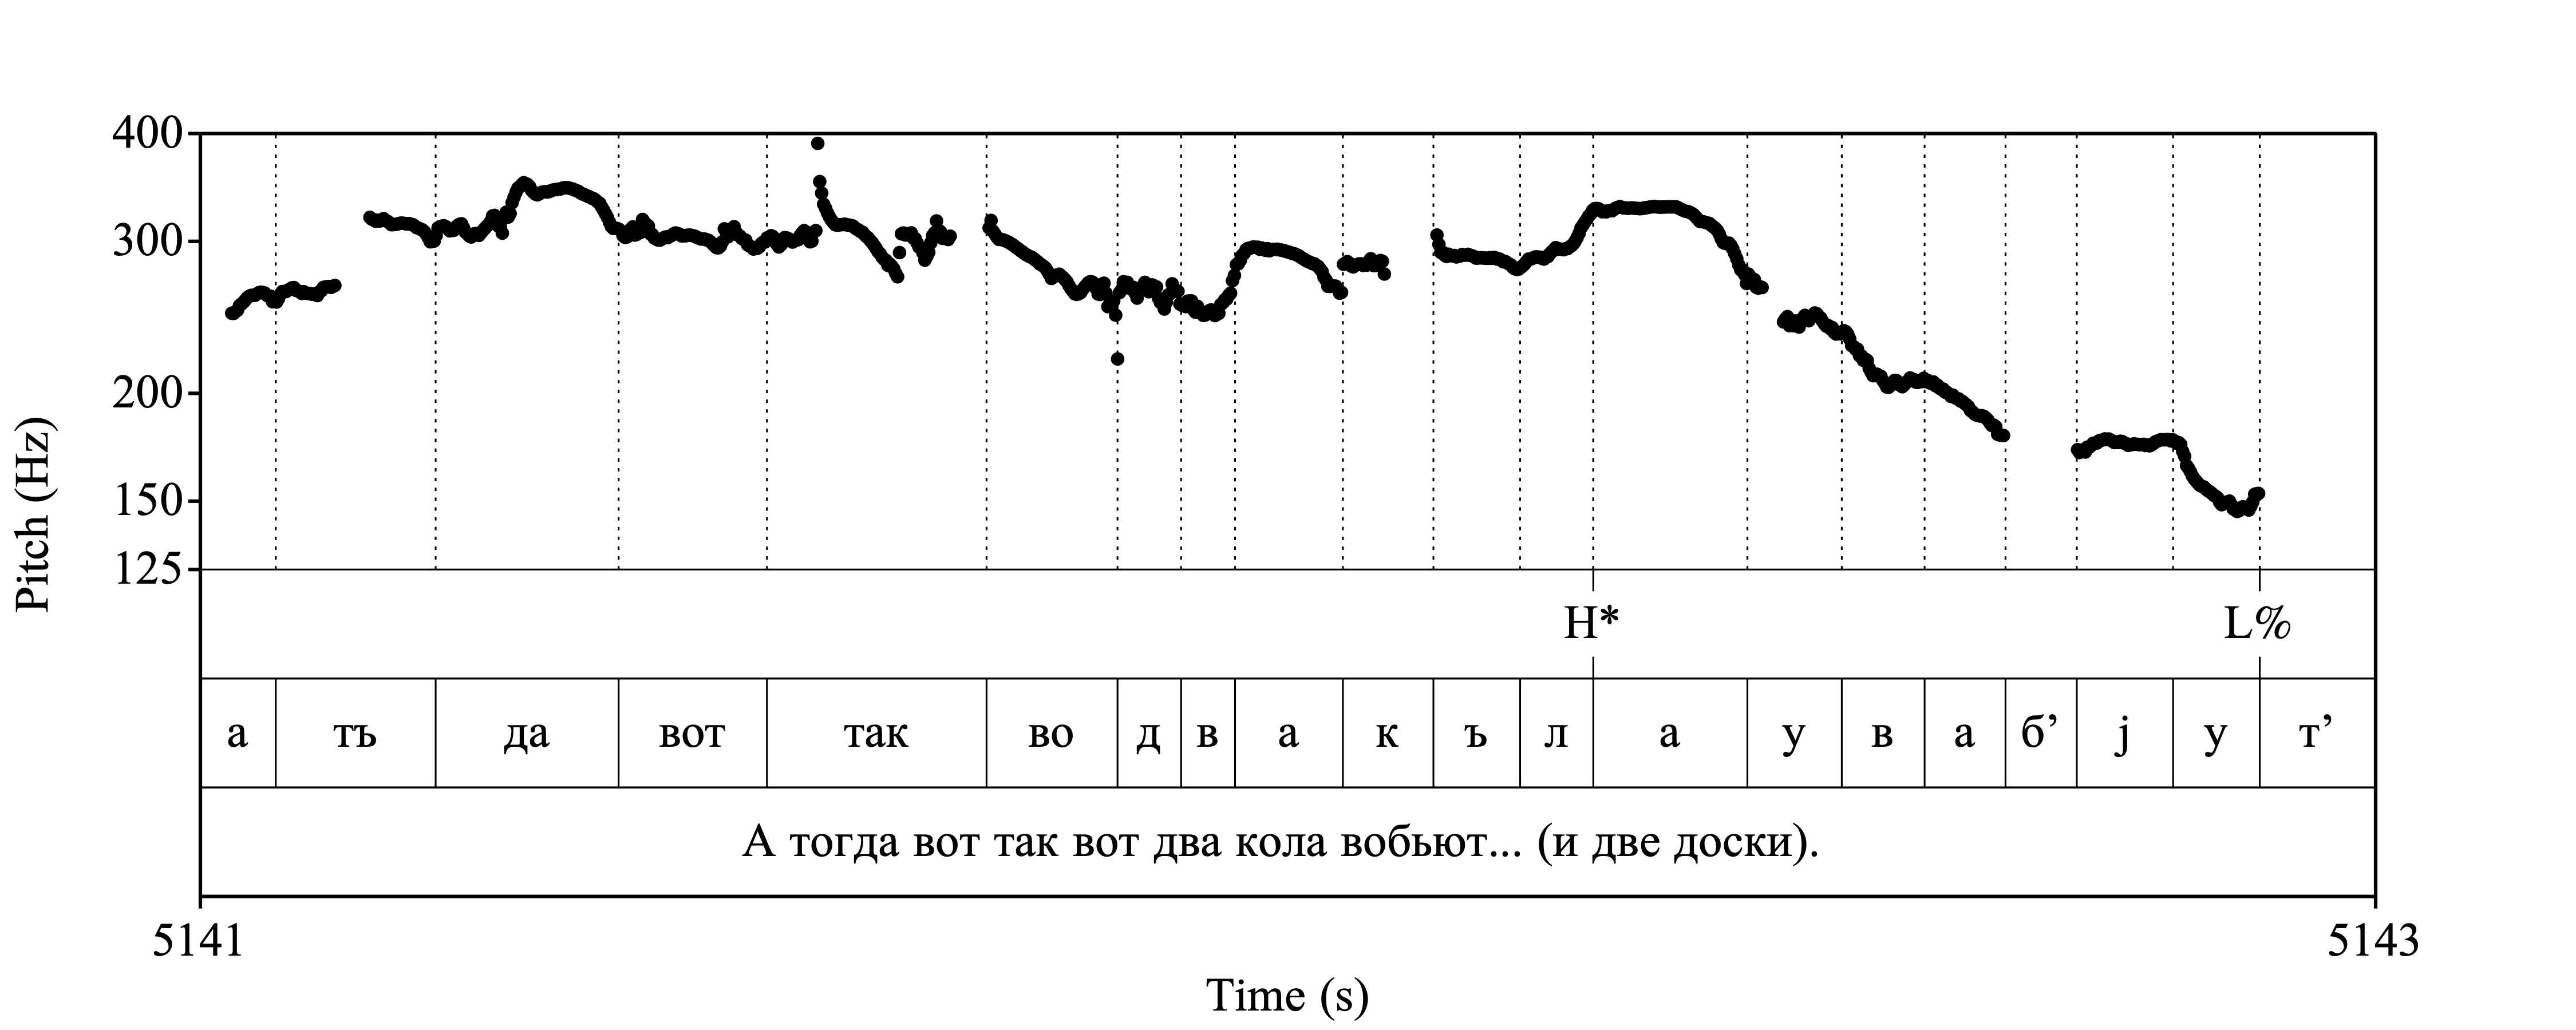 400
300
200
150
125
Pitch (Hz)
H* L%
а тъ да вот так во д в а к ъ л а у в а б’ ј у т’
А тогда вот так вот два кола вобьют... (и две доски).
5141 5143
Time (s)